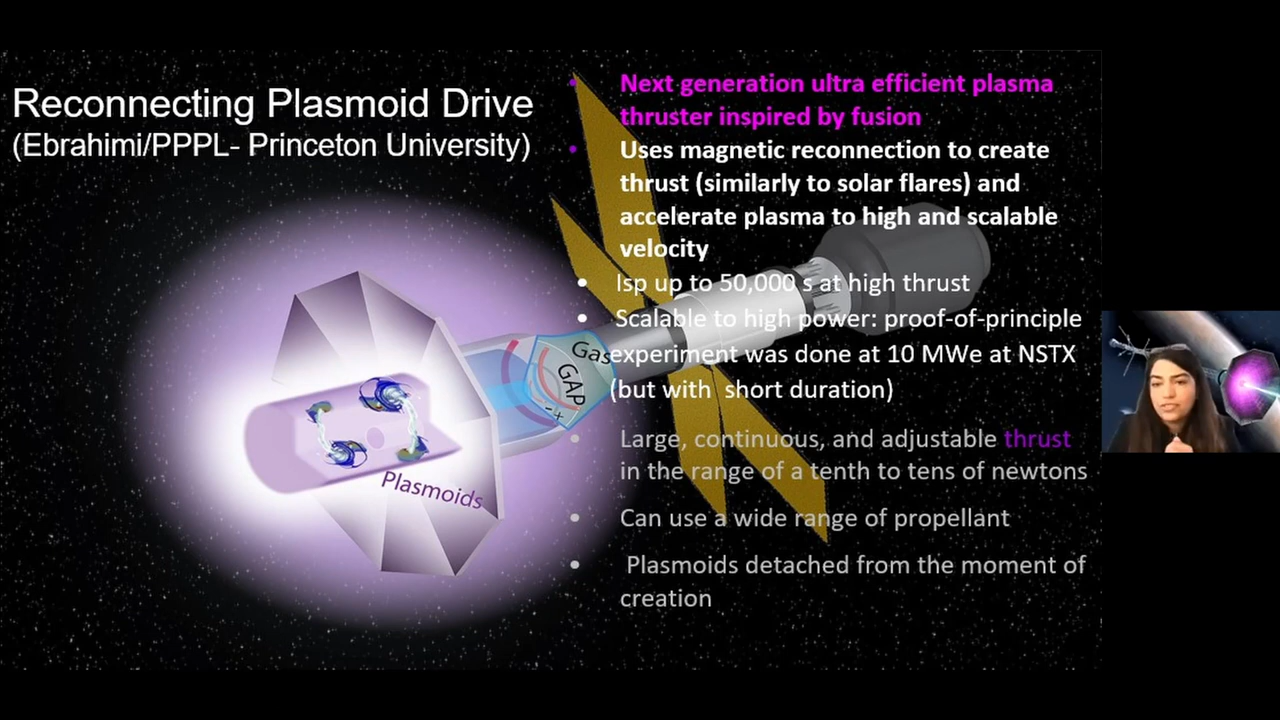 Reconnecting Plasmoid Drive
(Ebrahimi/PPPL- Princeton University)
• Next generation ultra efficient plasma
thruster inspired by fusion
• Uses magnetic reconnection to create
thrust (similarly to solar flares) and
accelerate plasma to high and scalable
velocity
• Isp up to 50,000 s at high thrust
• Scalable to high power: proof-of-principle
experiment was done at 10 MWe at NSTX
(but with short duration)
• Large, continuous, and adjustable thrust
in the range of a tenth to tens of newtons
• Can use a wide range of propellant
• Plasmoids detached from the moment of
creation
Gas
GAP
- +
Plasmoids